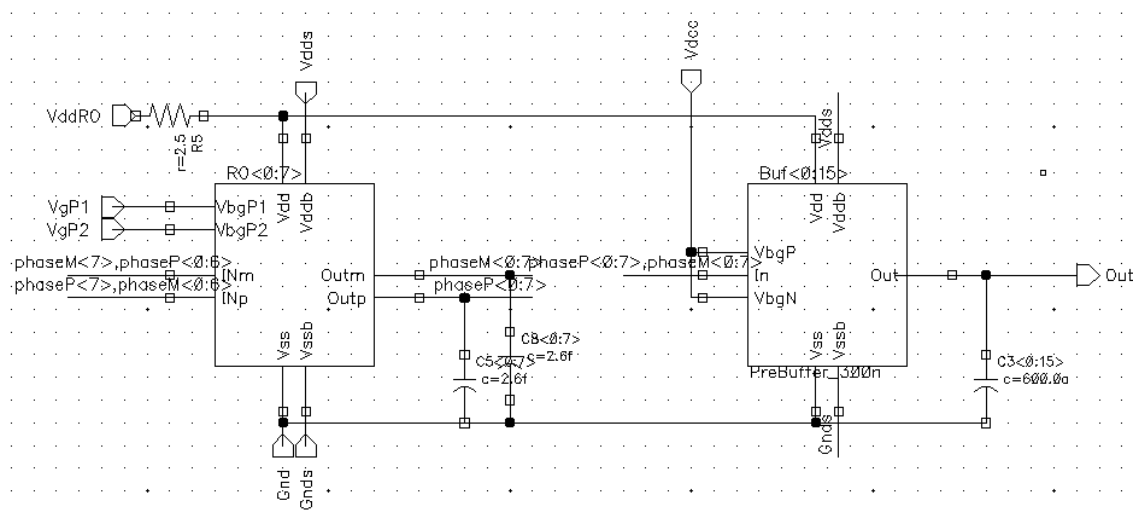 Vdds
Vdcc
VddRO
r=2.5
R5
RO<0:7>
Vdd
Vddb
VgP1
VbgP1
VgP2
VbgP2
phaseM<7>,phaseP<0:6>
INm
phaseP<7>,phaseM<0:6>
INp
Outm
phaseM<0:7>
Outp
phaseP<0:7>
Vss
Vssb
C8<0:7>
c=2.6f
C5<0:7>
c=2.6f
Gnd
Gnds
Vdds
Buf<0:15>
Vdd
Vddb
VbgP
phaseP<0:7>,phaseM<0:7>
In
VbgN
Out
Out
Vss
Vssb
PreBuffer_300n
Gnds
C3<0:15>
c=600.0a